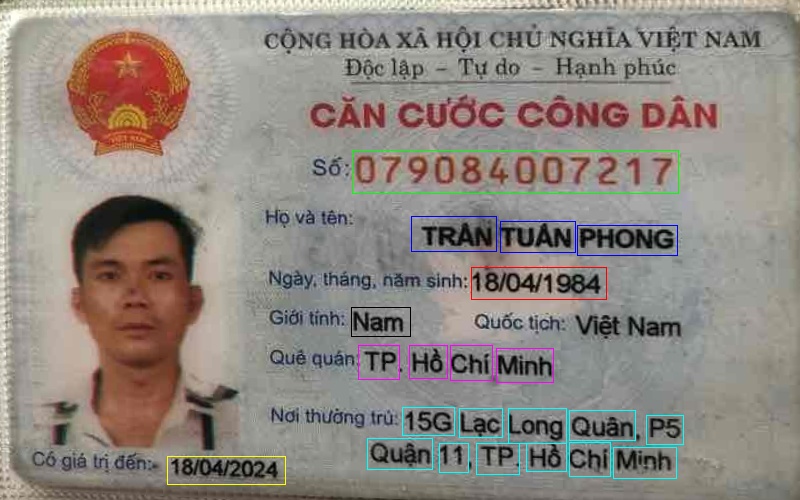 CỘNG HÒA XÃ HỘI CHỦ NGHĨA VIỆT NAM
Độc lập – Tự do – Hạnh phúc
CĂN CƯỚC CÔNG DÂN
Số: 079084007217
Họ và tên:
TRẦN TUẤN PHONG
Ngày, tháng, năm sinh: 18/04/1984
Giới tính: Nam Quốc tịch: Việt Nam
Quê quán: TP. Hồ Chí Minh
Nơi thường trú: 15G Lạc Long Quân, P5
Quận 11, TP. Hồ Chí Minh
Có giá trị đến: 18/04/2024
VIỆT NAM